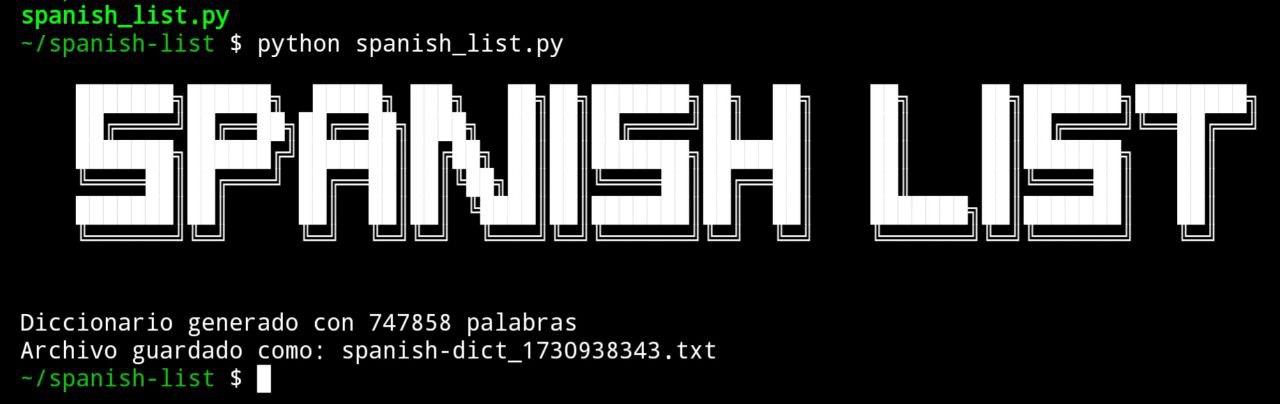 spanish_list.py
~/spanish-list $ python spanish_list.py
SPANISH LIST
Diccionario generado con 747858 palabras
Archivo guardado como: spanish-dict_1730938343.txt
~/spanish-list $